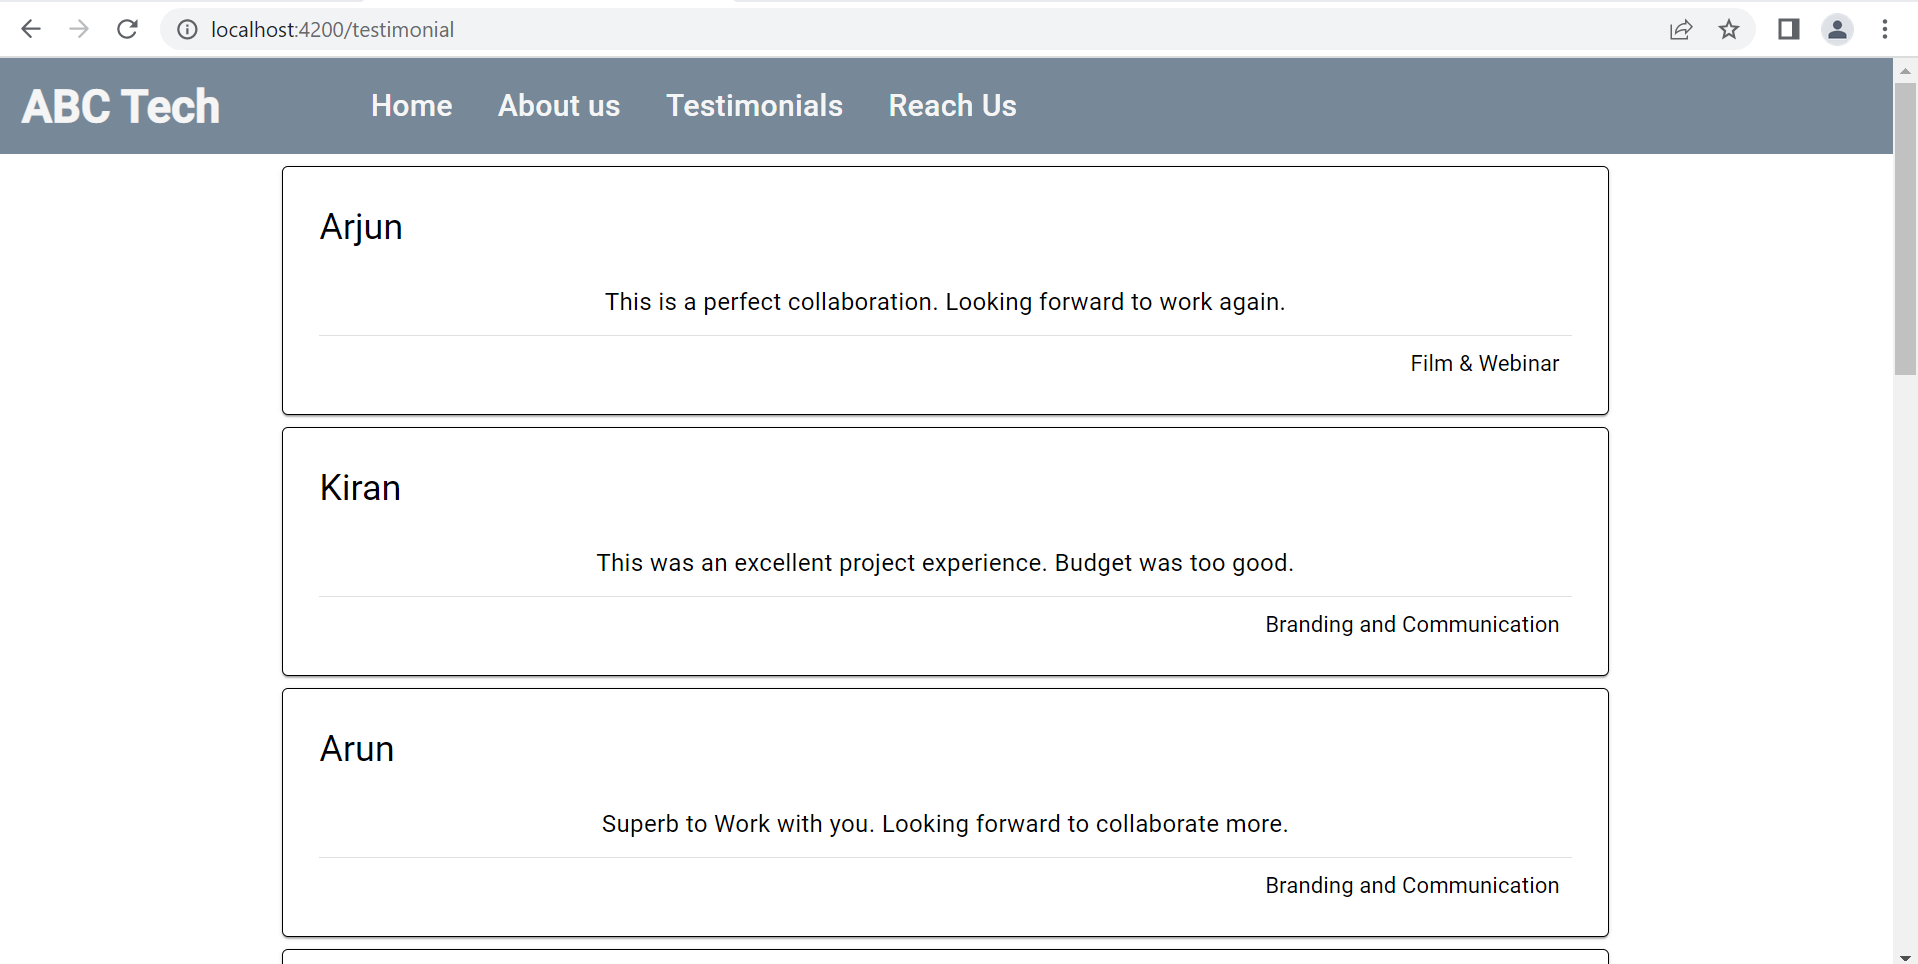 localhost:4200/testimonial
ABC Tech Home About us Testimonials Reach Us
Arjun
This is a perfect collaboration. Looking forward to work again.
Film & Webinar
Kiran
This was an excellent project experience. Budget was too good.
Branding and Communication
Arun
Superb to Work with you. Looking forward to collaborate more.
Branding and Communication